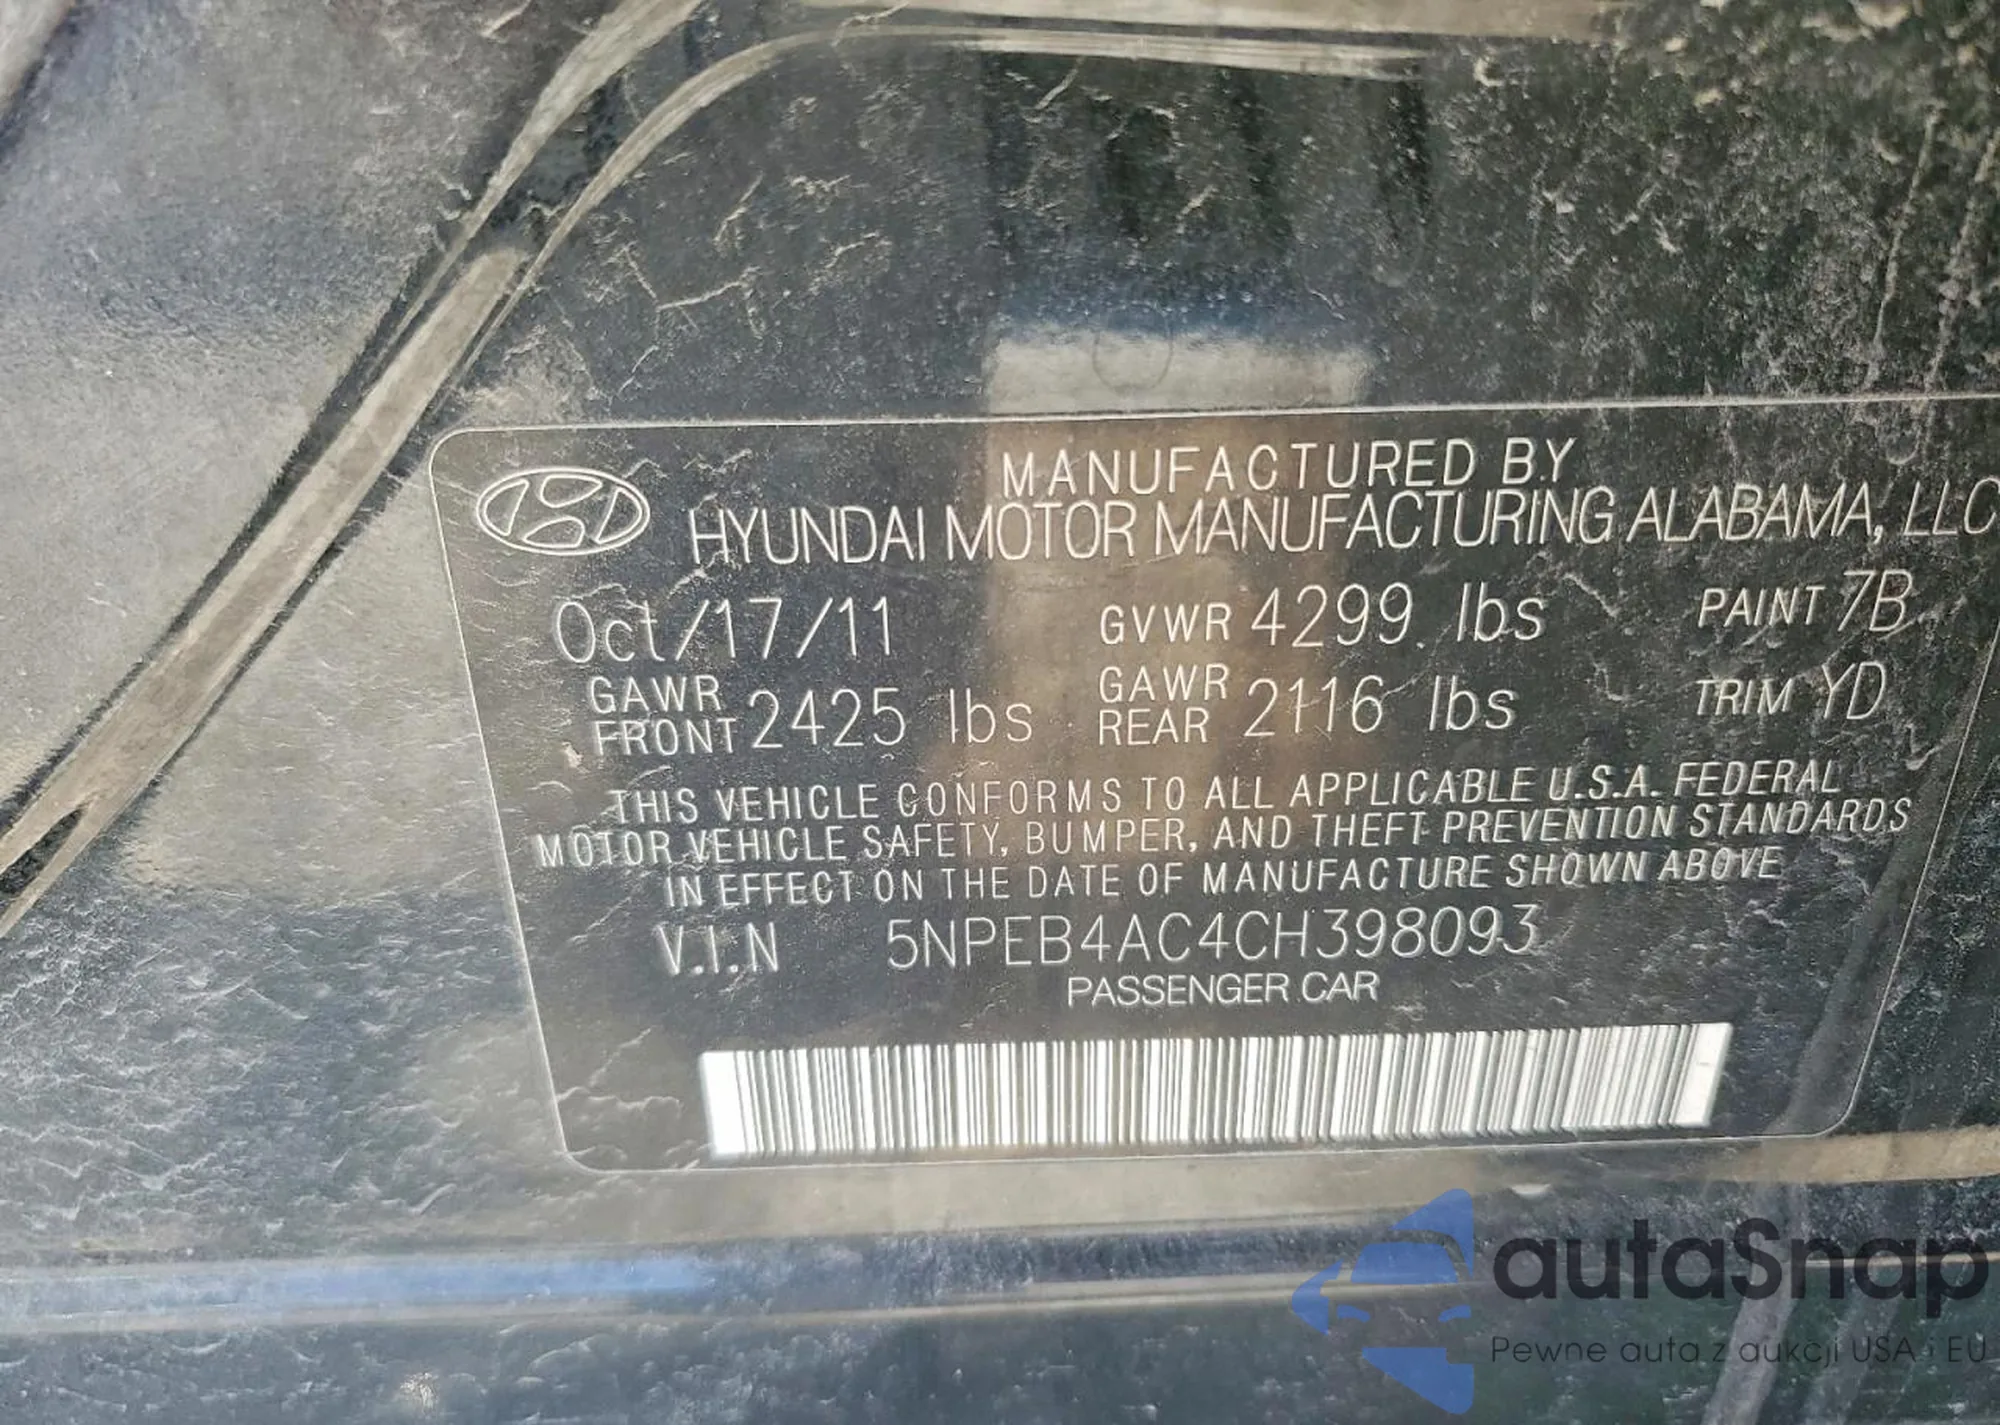 MANUFACTURED BY
HYUNDAI MOTOR MANUFACTURING ALABAMA, LLC
Oct/17/11 GVWR 4299 lbs PAINT 7B
GAWR FRONT 2425 lbs GAWR REAR 2116 lbs TRIM YD
THIS VEHICLE CONFORMS TO ALL APPLICABLE U.S.A. FEDERAL
MOTOR VEHICLE SAFETY, BUMPER, AND THEFT PREVENTION STANDARDS
IN EFFECT ON THE DATE OF MANUFACTURE SHOWN ABOVE
V.I.N 5NPEB4AC4CH398093
PASSENGER CAR
autaSnap
Pewne auta z aukcji USA i EU